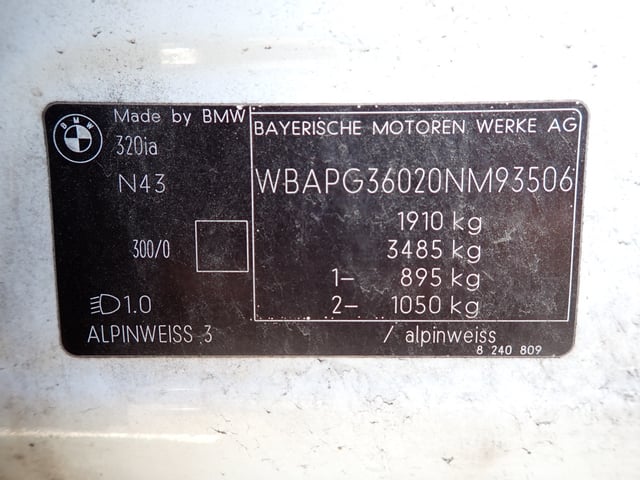 BMW
Made by BMW
320ia
N43
300/0
1.0
ALPINWEISS 3
BAYERISCHE MOTOREN WERKE AG
WBAPG36020NM93506
1910 kg
3485 kg
1- 895 kg
2- 1050 kg
/ alpinweiss
8 240 809